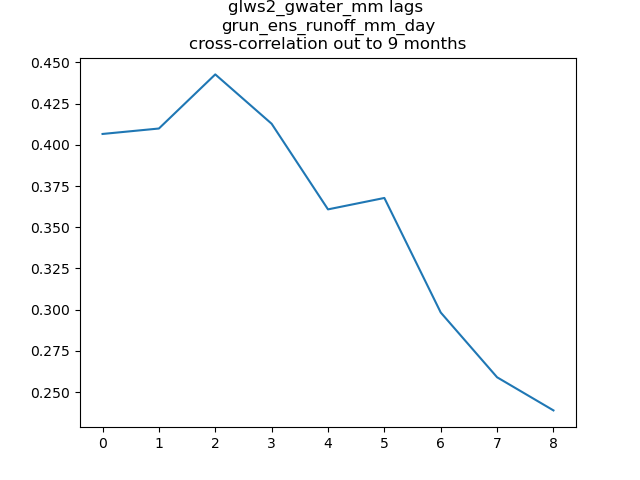 glws2_gwater_mm lags
grun_ens_runoff_mm_day
cross-correlation out to 9 months
0.450
0.425
0.400
0.375
0.350
0.325
0.300
0.275
0.250
0 1 2 3 4 5 6 7 8